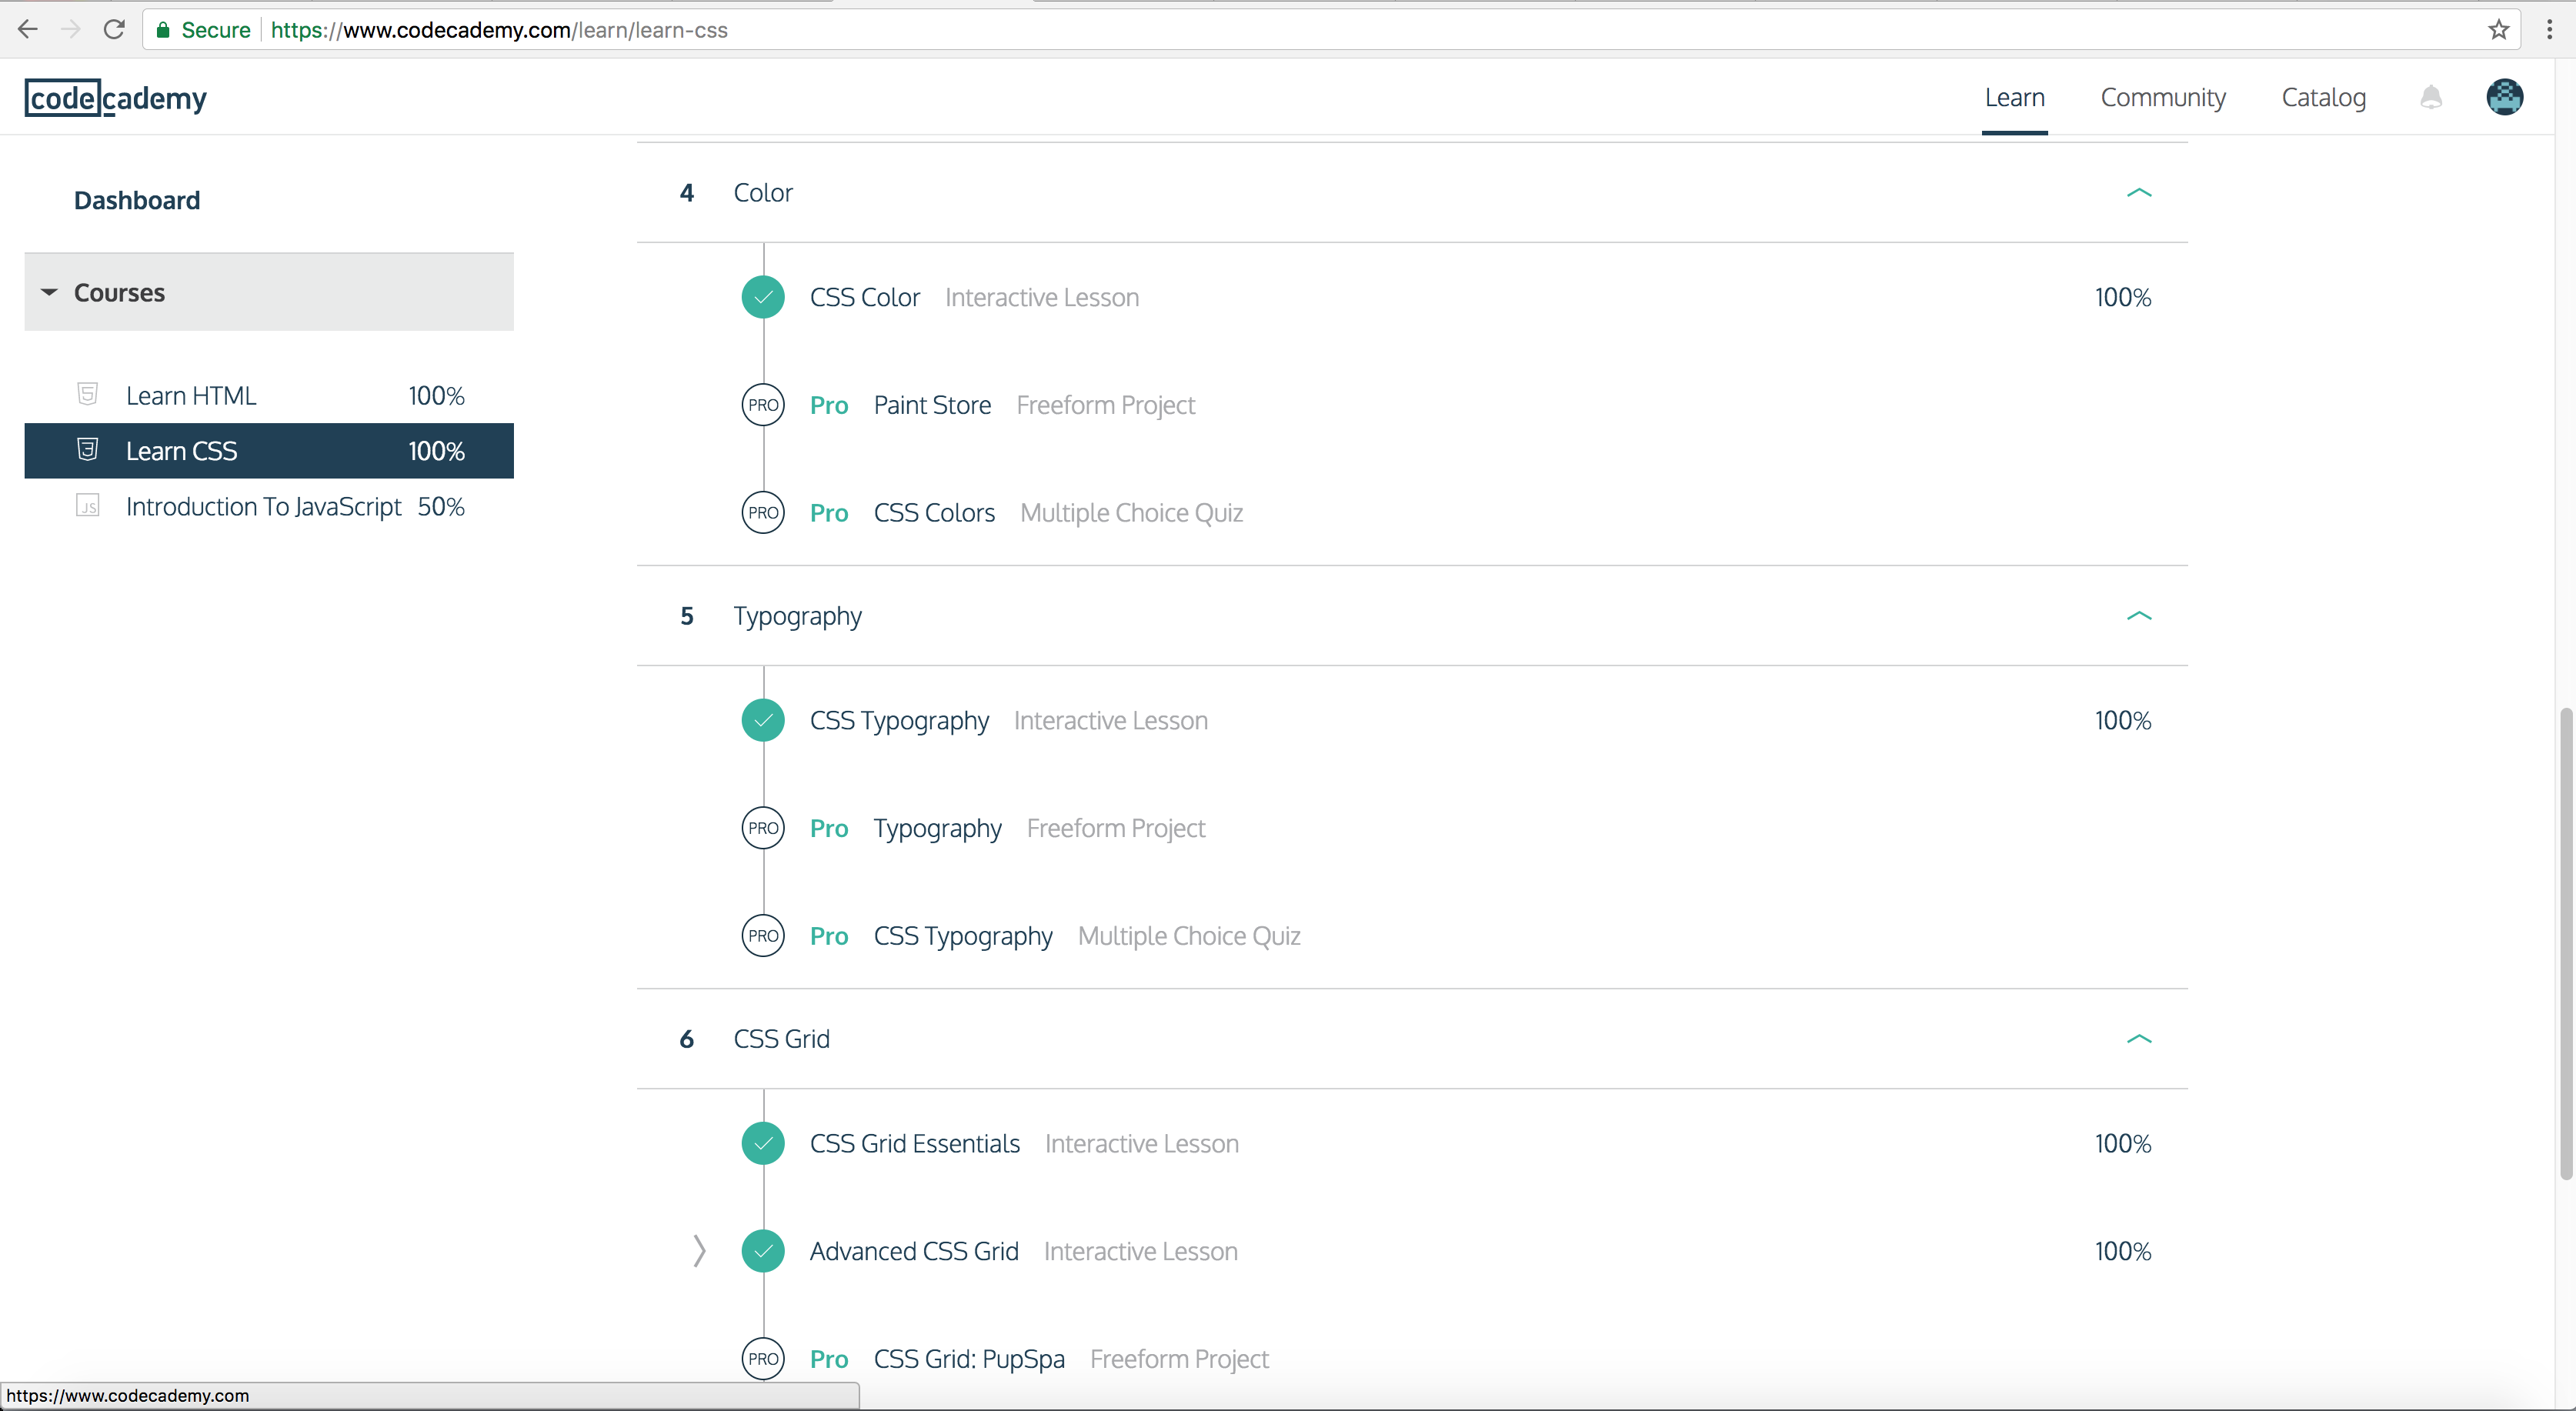 Secure https://www.codecademy.com/learn/learn-css
codecademy Learn Community Catalog
Dashboard
Courses
Learn HTML 100%
Learn CSS 100%
JS Introduction To JavaScript 50%
4 Color
CSS Color Interactive Lesson 100%
PRO Pro Paint Store Freeform Project
PRO Pro CSS Colors Multiple Choice Quiz
5 Typography
CSS Typography Interactive Lesson 100%
PRO Pro Typography Freeform Project
PRO Pro CSS Typography Multiple Choice Quiz
6 CSS Grid
CSS Grid Essentials Interactive Lesson 100%
Advanced CSS Grid Interactive Lesson 100%
PRO Pro CSS Grid: PupSpa Freeform Project
https://www.codecademy.com